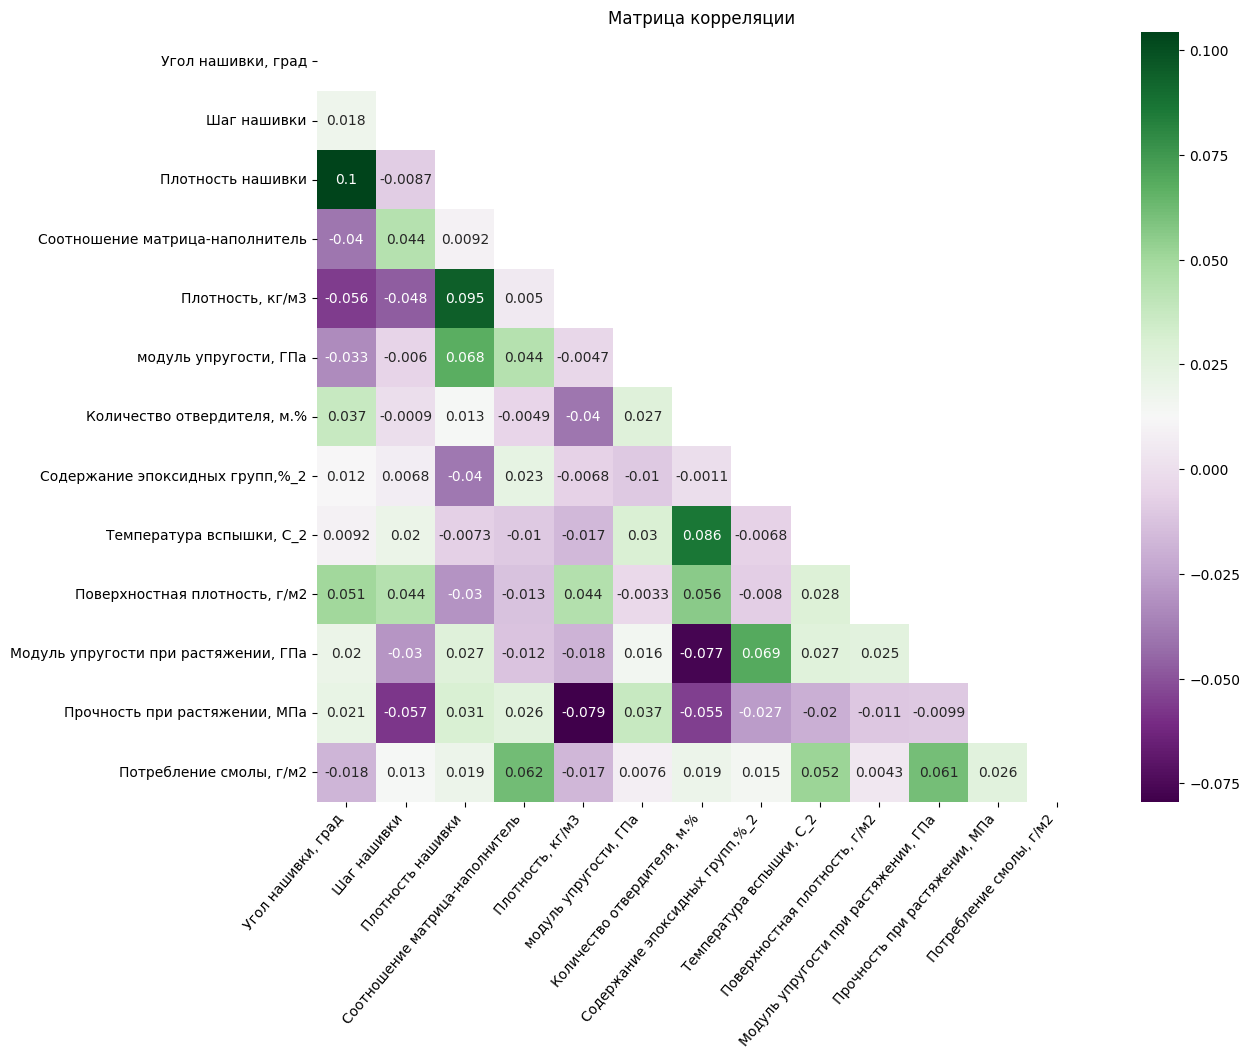 Матрица корреляции
Угол нашивки, град
Шаг нашивки 0.018
Плотность нашивки 0.1 -0.0087
Соотношение матрица-наполнитель -0.04 0.044 0.0092
Плотность, кг/м3 -0.056 -0.048 0.095 0.005
модуль упругости, ГПа -0.033 -0.006 0.068 0.044 -0.0047
Количество отвердителя, м.% 0.037 -0.0009 0.013 -0.0049 -0.04 0.027
Содержание эпоксидных групп,%_2 0.012 0.0068 -0.04 0.023 -0.0068 -0.01 -0.0011
Температура вспышки, С_2 0.0092 0.02 -0.0073 -0.01 -0.017 0.03 0.086 -0.0068
Поверхностная плотность, г/м2 0.051 0.044 -0.03 -0.013 0.044 -0.0033 0.056 -0.008 0.028
Модуль упругости при растяжении, ГПа 0.02 -0.03 0.027 -0.012 -0.018 0.016 -0.077 0.069 0.027 0.025
Прочность при растяжении, МПа 0.021 -0.057 0.031 0.026 -0.079 0.037 -0.055 -0.027 -0.02 -0.011 -0.0099
Потребление смолы, г/м2 -0.018 0.013 0.019 0.062 -0.017 0.0076 0.019 0.015 0.052 0.0043 0.061 0.026
Угол нашивки, град
Шаг нашивки
Плотность нашивки
Соотношение матрица-наполнитель
Плотность, кг/м3
модуль упругости, ГПа
Количество отвердителя, м.%
Содержание эпоксидных групп,%_2
Температура вспышки, С_2
Поверхностная плотность, г/м2
Модуль упругости при растяжении, ГПа
Прочность при растяжении, МПа
Потребление смолы, г/м2
0.100
0.075
0.050
0.025
0.000
−0.025
−0.050
−0.075